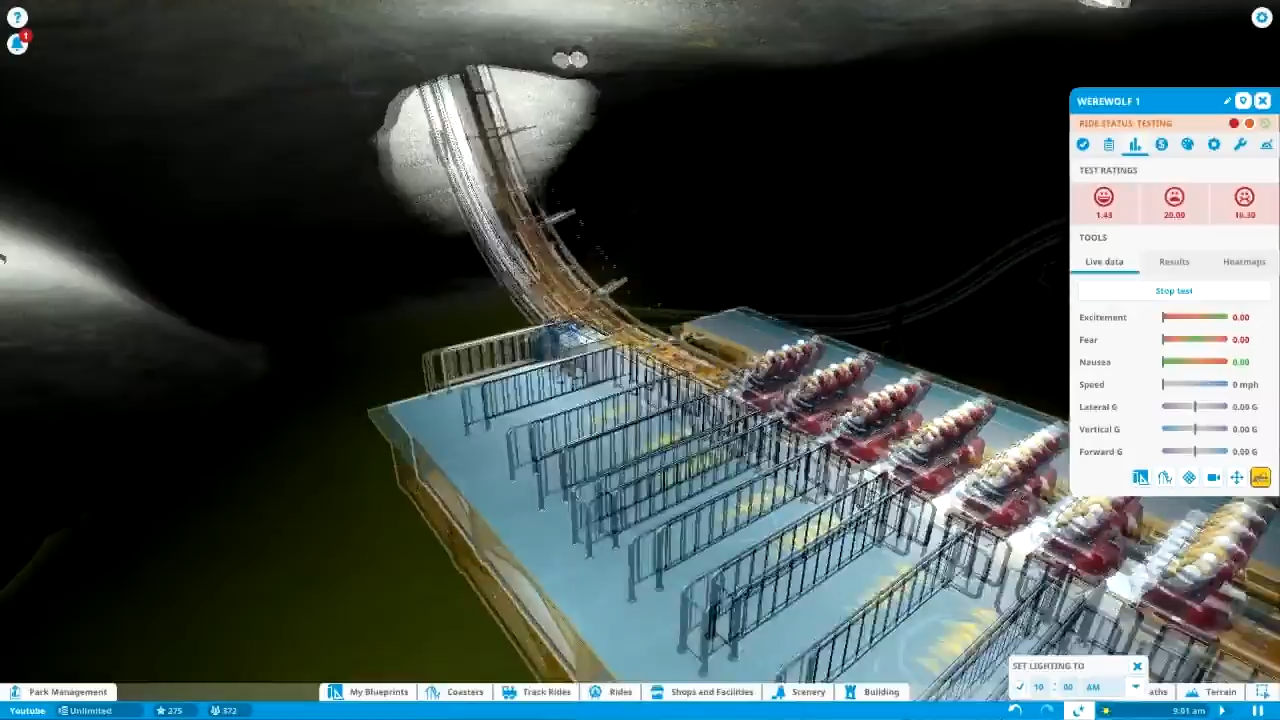 ?
1
WEREWOLF 1
RIDE STATUS: TESTING
TEST RATINGS
1.43 20.00
TOOLS
Live data Results Heatmaps
Stop test
Excitement 0.00
Fear 0.00
Nausea 0.00
Speed 0 mph
Lateral G 0.00 G
Vertical G 0.00 G
Forward G 0.00 G
SET LIGHTING TO
10 : 00 AM
Park Management My Blueprints Coasters Track Rides Rides Shops and Facilities Scenery Building aths Terrain
Youtube Unlimited 275 372 9:01 am